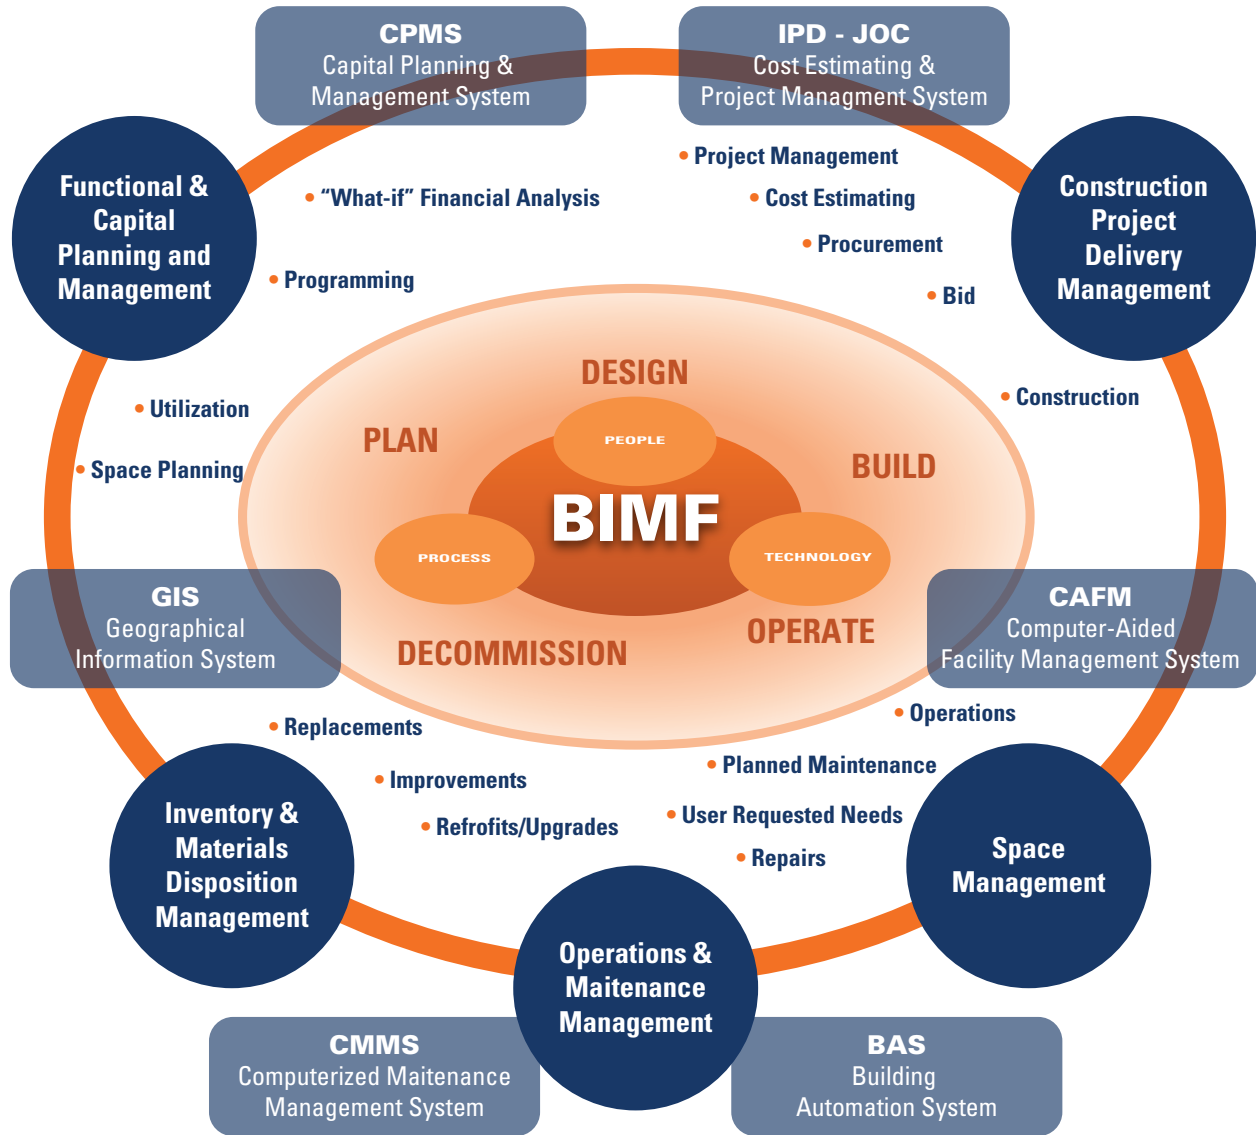 CPMS
Capital Planning &
Management System
IPD - JOC
Cost Estimating &
Project Managment System
Functional &
Capital
Planning and
Management
Construction
Project
Delivery
Management
• Project Management
• “What-if” Financial Analysis
• Cost Estimating
• Procurement
• Programming
• Bid
DESIGN
• Construction
• Utilization
PLAN
PEOPLE
BUILD
• Space Planning
BIMF
PROCESS
TECHNOLOGY
GIS
Geographical
Information System
CAFM
Computer-Aided
Facility Management System
DECOMMISSION
OPERATE
• Replacements
• Operations
• Improvements
• Planned Maintenance
• Refrofits/Upgrades
• User Requested Needs
• Repairs
Inventory &
Materials
Disposition
Management
Space
Management
Operations &
Maitenance
Management
CMMS
Computerized Maitenance
Management System
BAS
Building
Automation System